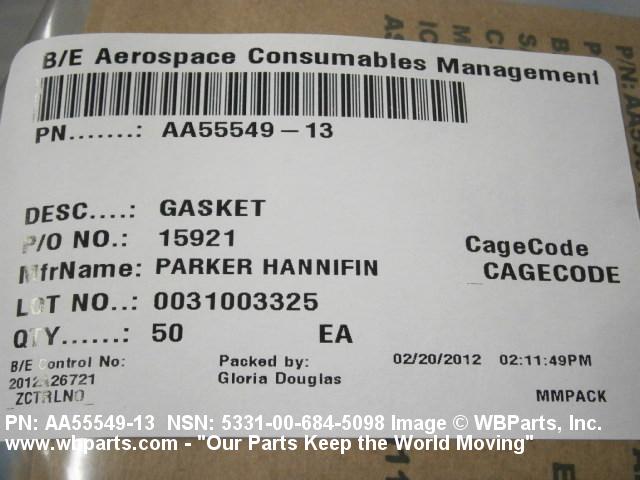 B/E Aerospace Consumables Management
PN.......: AA55549-13
DESC....: GASKET
P/O NO.: 15921
CageCode
MfrName: PARKER HANNIFIN
CAGECODE
LOT NO..: 0031003325
QTY......: 50 EA
B/E Control No:
Packed by:
02/20/2012 02:11:49PM
Gloria Douglas
_ZCTRLNO_
MMPACK
PN: AA55549-13 NSN: 5331-00-684-5098 Image © WBParts, Inc.
www.wbparts.com - "Our Parts Keep the World Moving"